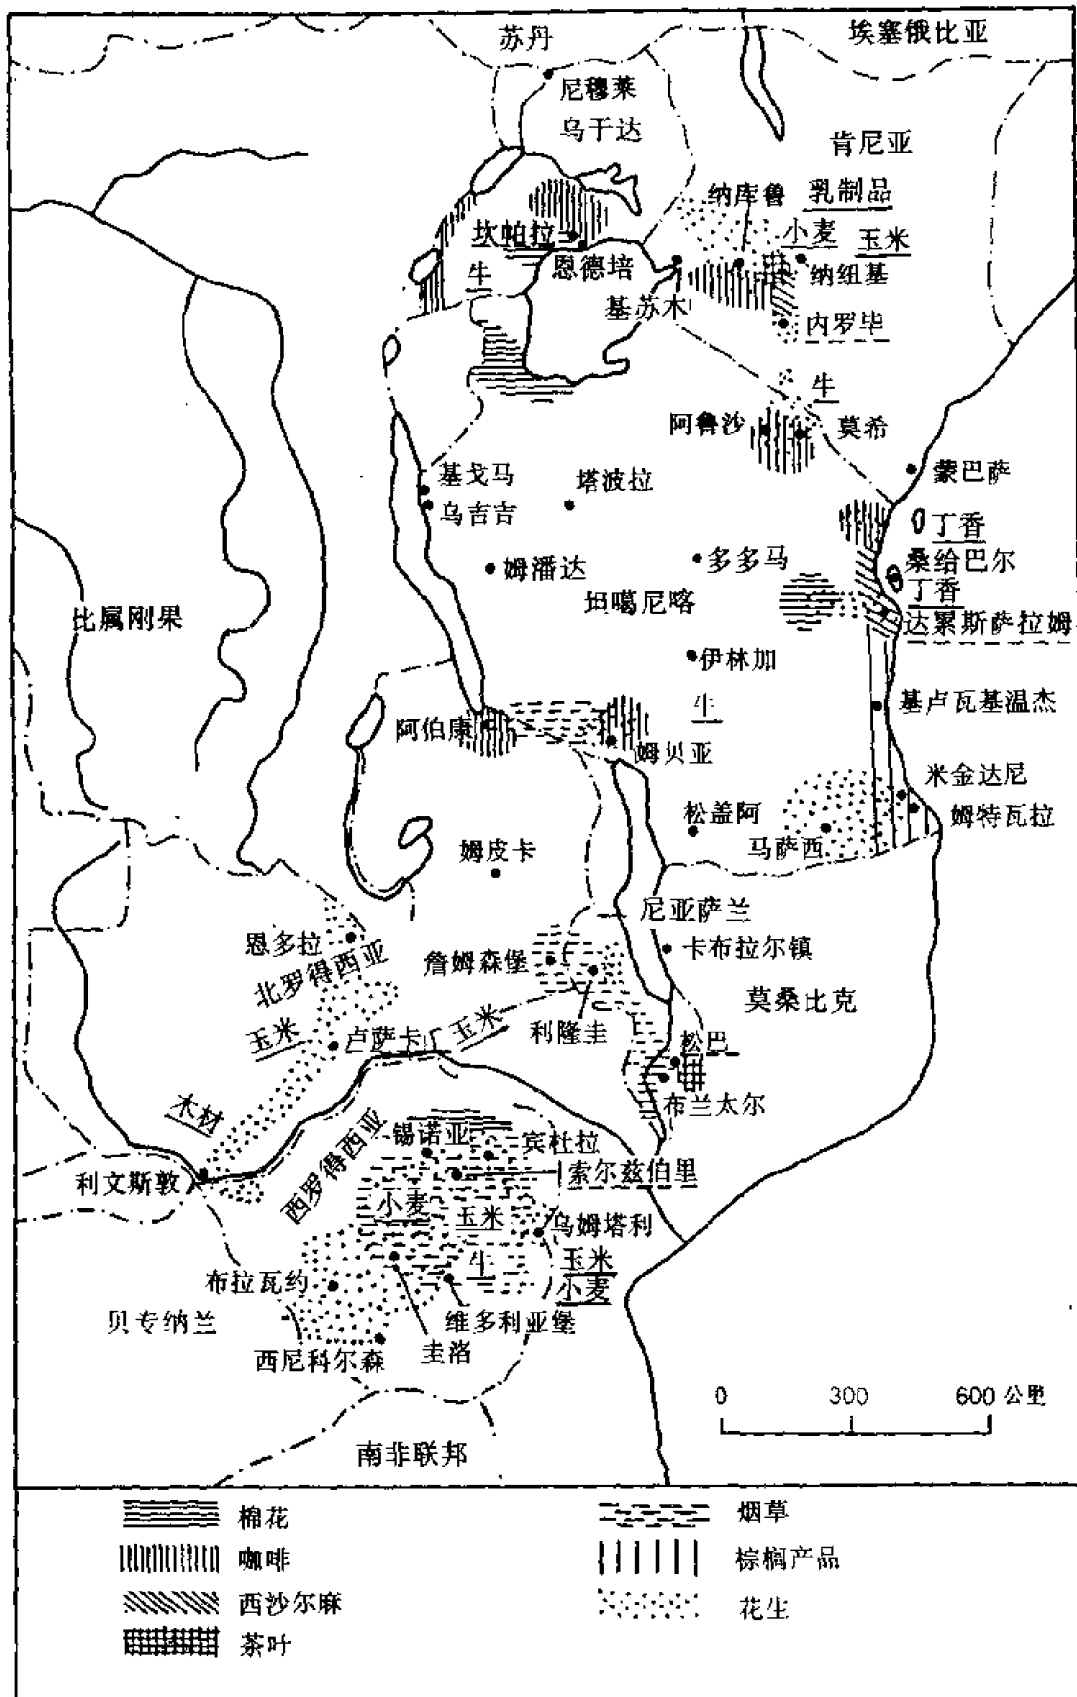 苏丹
埃塞俄比亚
尼穆莱
乌干达
肯尼亚
纳库鲁
乳制品
坎帕拉
小麦
玉米
恩德培
牛
纳纽基
基苏木
内罗毕
牛
阿鲁沙
莫希
基戈马
塔波拉
蒙巴萨
乌吉吉
丁香
姆潘达
多多马
桑给巴尔
坦噶尼喀
丁香
比属刚果
达累斯萨拉姆
伊林加
牛
基卢瓦基温杰
阿伯康
姆贝亚
米金达尼
松盖阿
姆特瓦拉
姆皮卡
马萨西
尼亚萨兰
恩多拉
詹姆森堡
卡布拉尔镇
北罗得西亚
莫桑比克
玉米
卢萨卡
玉米
利隆圭
松巴
木材
布兰太尔
锡诺亚
宾杜拉
利文斯敦
西罗得西亚
索尔兹伯里
小麦
玉米
乌姆塔利
牛
玉米
布拉瓦约
小麦
贝专纳兰
维多利亚堡
西尼科尔森
圭洛
0 300 600 公里
南非联邦
棉花
烟草
咖啡
棕榈产品
西沙尔麻
花生
茶叶